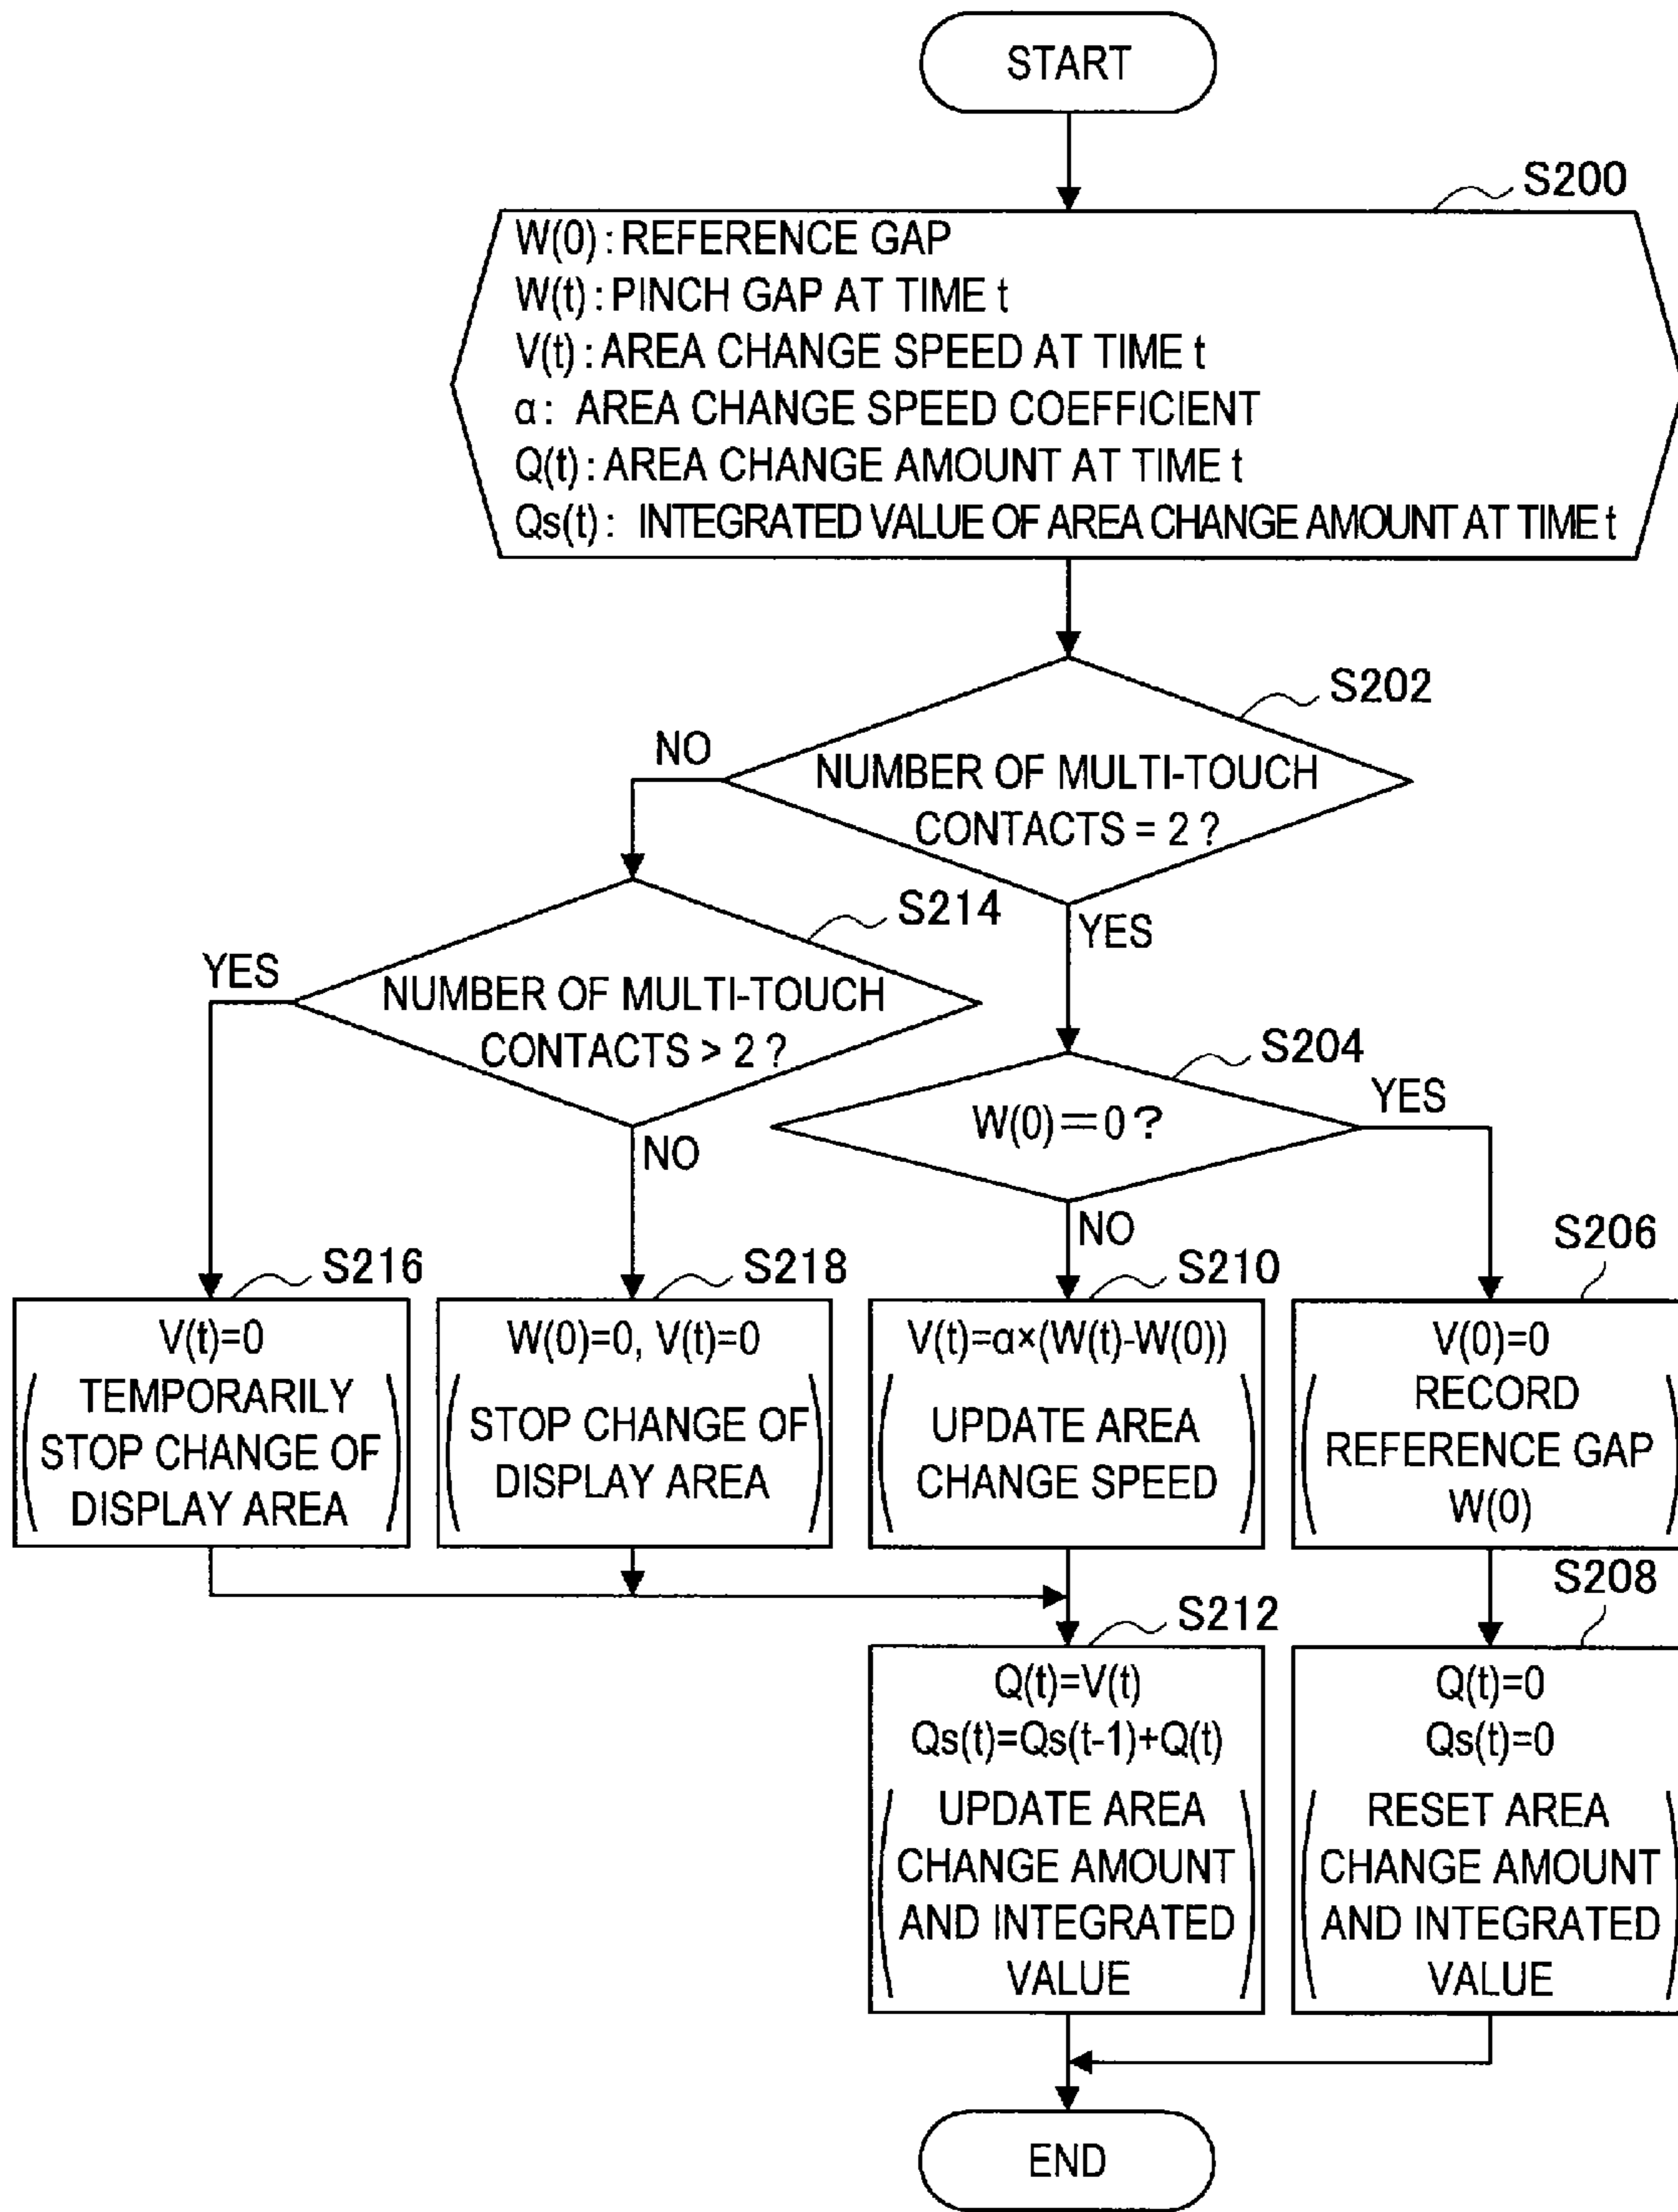 START
S200
W(0) : REFERENCE GAP
W(t) : PINCH GAP AT TIME t
V(t) : AREA CHANGE SPEED AT TIME t
α : AREA CHANGE SPEED COEFFICIENT
Q(t) : AREA CHANGE AMOUNT AT TIME t
Qs(t) : INTEGRATED VALUE OF AREA CHANGE AMOUNT AT TIME t
S202
NUMBER OF MULTI-TOUCH
CONTACTS = 2 ?
NO
YES
S214
NUMBER OF MULTI-TOUCH
CONTACTS > 2 ?
YES
NO
S204
W(0)=0 ?
YES
NO
S216
V(t)=0
TEMPORARILY
STOP CHANGE OF
DISPLAY AREA
S218
W(0)=0, V(t)=0
STOP CHANGE OF
DISPLAY AREA
S210
V(t)=α×(W(t)-W(0))
UPDATE AREA
CHANGE SPEED
S206
V(0)=0
RECORD
REFERENCE GAP
W(0)
S212
Q(t)=V(t)
Qs(t)=Qs(t-1)+Q(t)
UPDATE AREA
CHANGE AMOUNT
AND INTEGRATED
VALUE
S208
Q(t)=0
Qs(t)=0
RESET AREA
CHANGE AMOUNT
AND INTEGRATED
VALUE
END